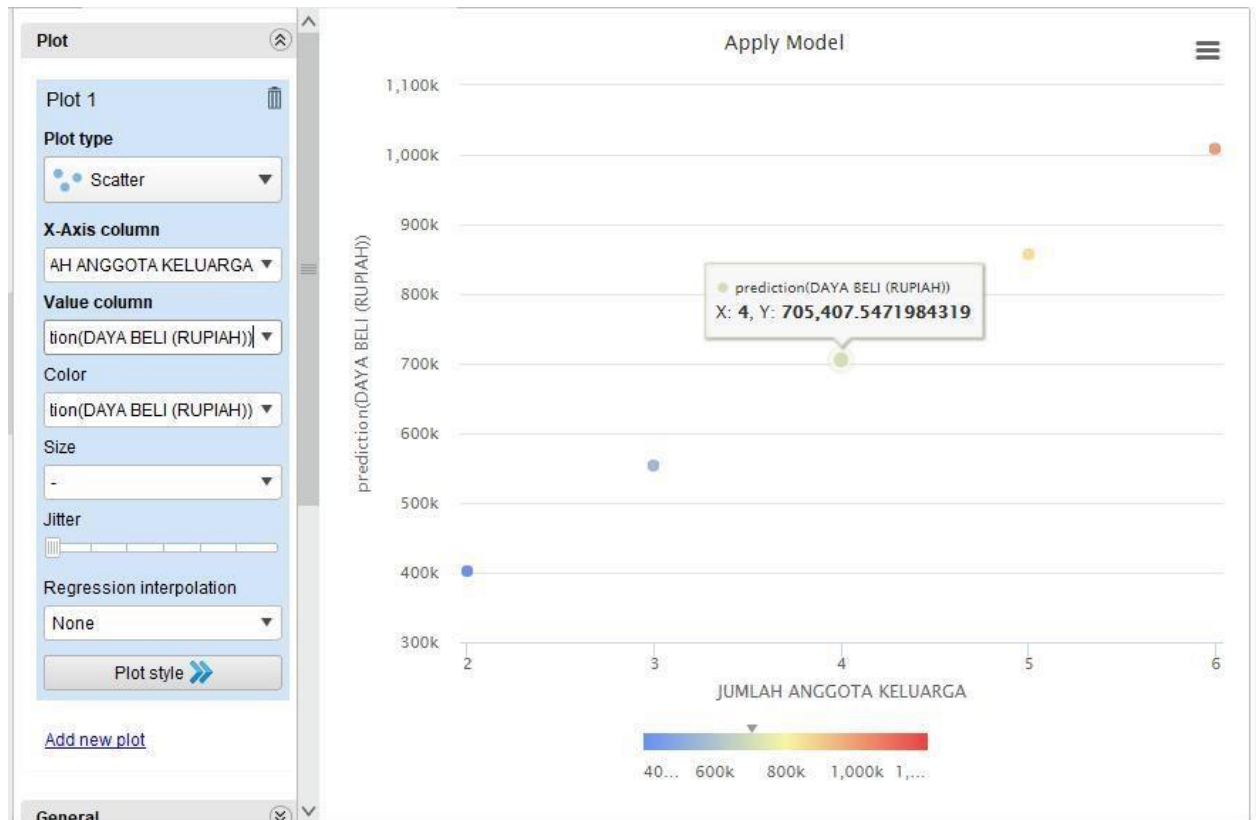 Plot
Plot 1
Plot type
Scatter
X-Axis column
AH ANGGOTA KELUARGA
Value column
tion(DAYA BELI (RUPIAH))
Color
tion(DAYA BELI (RUPIAH))
Size
-
Jitter
Regression interpolation
None
Plot style
Add new plot
General
Apply Model
1,100k
1,000k
900k
800k
700k
600k
500k
400k
300k
prediction(DAYA BELI (RUPIAH))
prediction(DAYA BELI (RUPIAH))
X: 4, Y: 705,407.5471984319
2 3 4 5 6
JUMLAH ANGGOTA KELUARGA
40... 600k 800k 1,000k 1,...